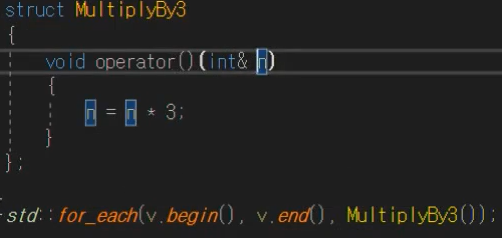 struct MultiplyBy3
{
    void operator()(int& n)
    {
        n = n * 3;
    }
};
std::for_each(v.begin(), v.end(), MultiplyBy3());